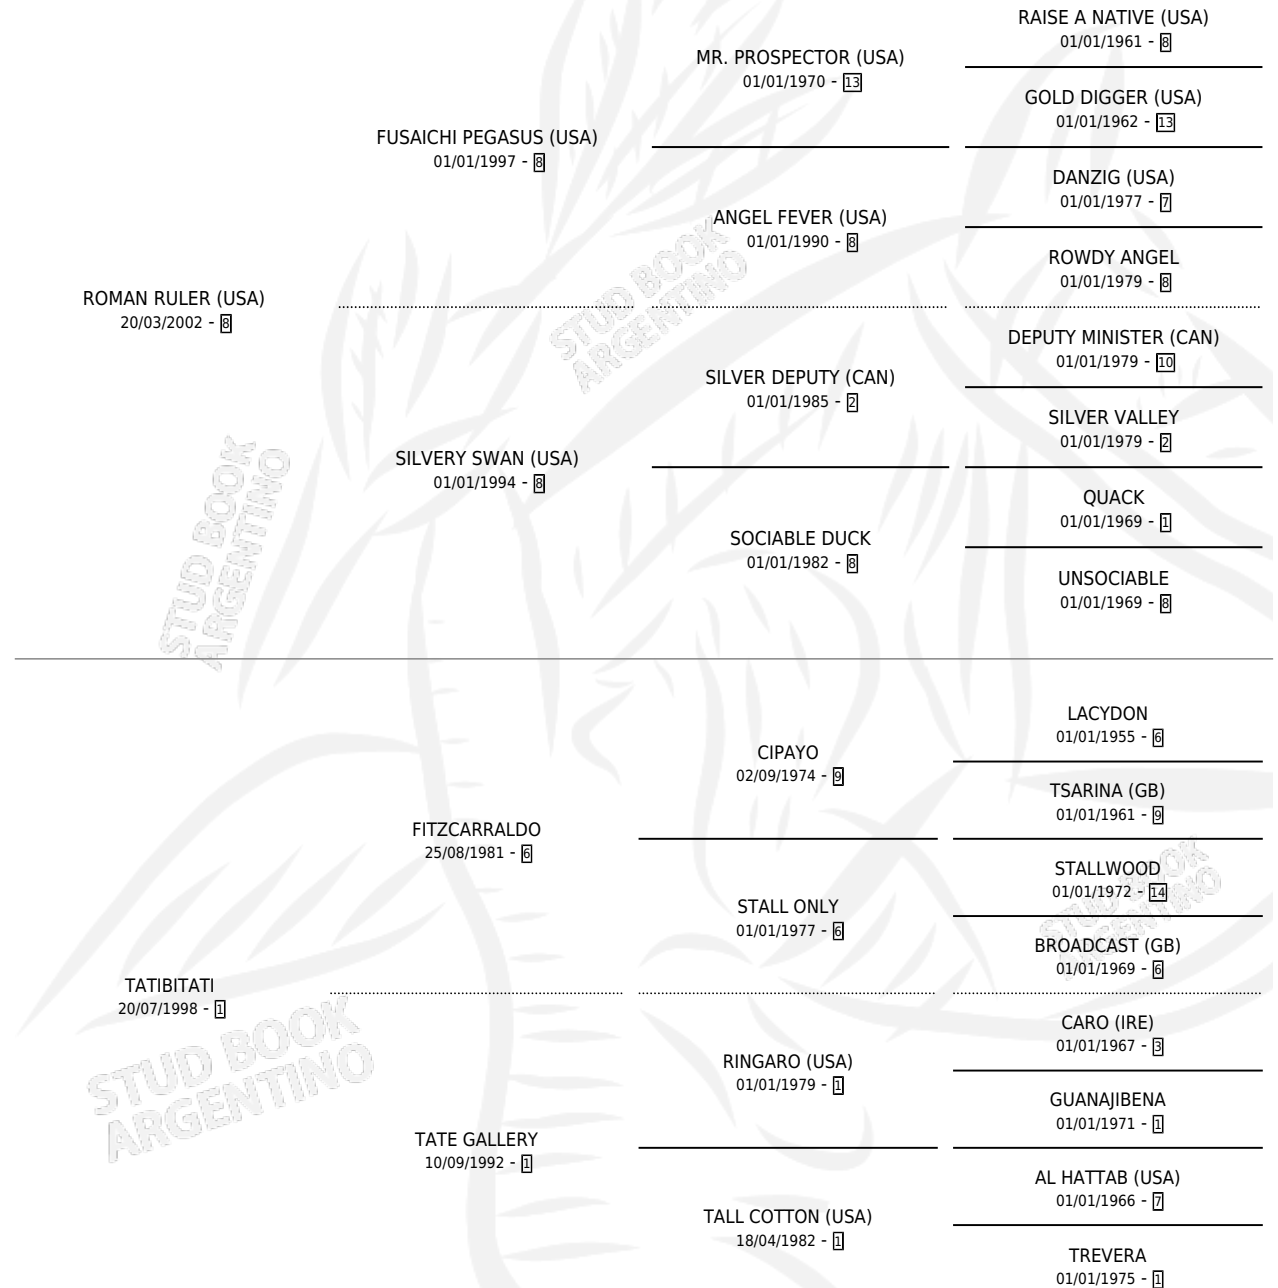 RAISE A NATIVE (USA)
01/01/1961 - 8
MR. PROSPECTOR (USA)
01/01/1970 - 13
GOLD DIGGER (USA)
01/01/1962 - 13
FUSAICHI PEGASUS (USA)
01/01/1997 - 8
DANZIG (USA)
01/01/1977 - 7
ANGEL FEVER (USA)
01/01/1990 - 8
ROWDY ANGEL
01/01/1979 - 8
STUD BOOK
ARGENTINO
ROMAN RULER (USA)
20/03/2002 - 8
DEPUTY MINISTER (CAN)
01/01/1979 - 10
SILVER DEPUTY (CAN)
01/01/1985 - 2
SILVER VALLEY
01/01/1979 - 2
SILVERY SWAN (USA)
01/01/1994 - 8
QUACK
01/01/1969 - 1
SOCIABLE DUCK
01/01/1982 - 8
UNSOCIABLE
01/01/1969 - 8
STUD BOOK
ARGENTINO
LACYDON
01/01/1955 - 6
CIPAYO
02/09/1974 - 9
TSARINA (GB)
01/01/1961 - 9
FITZCARRALDO
25/08/1981 - 6
STALLWOOD
01/01/1972 - 14
STALL ONLY
01/01/1977 - 6
BROADCAST (GB)
01/01/1969 - 6
STUD BOOK
ARGENTINO
TATIBITATI
20/07/1998 - 1
CARO (IRE)
01/01/1967 - 3
RINGARO (USA)
01/01/1979 - 1
GUANAJIBENA
01/01/1971 - 1
STUD BOOK
ARGENTINO
TATE GALLERY
10/09/1992 - 1
AL HATTAB (USA)
01/01/1966 - 7
TALL COTTON (USA)
18/04/1982 - 1
TREVERA
01/01/1975 - 1